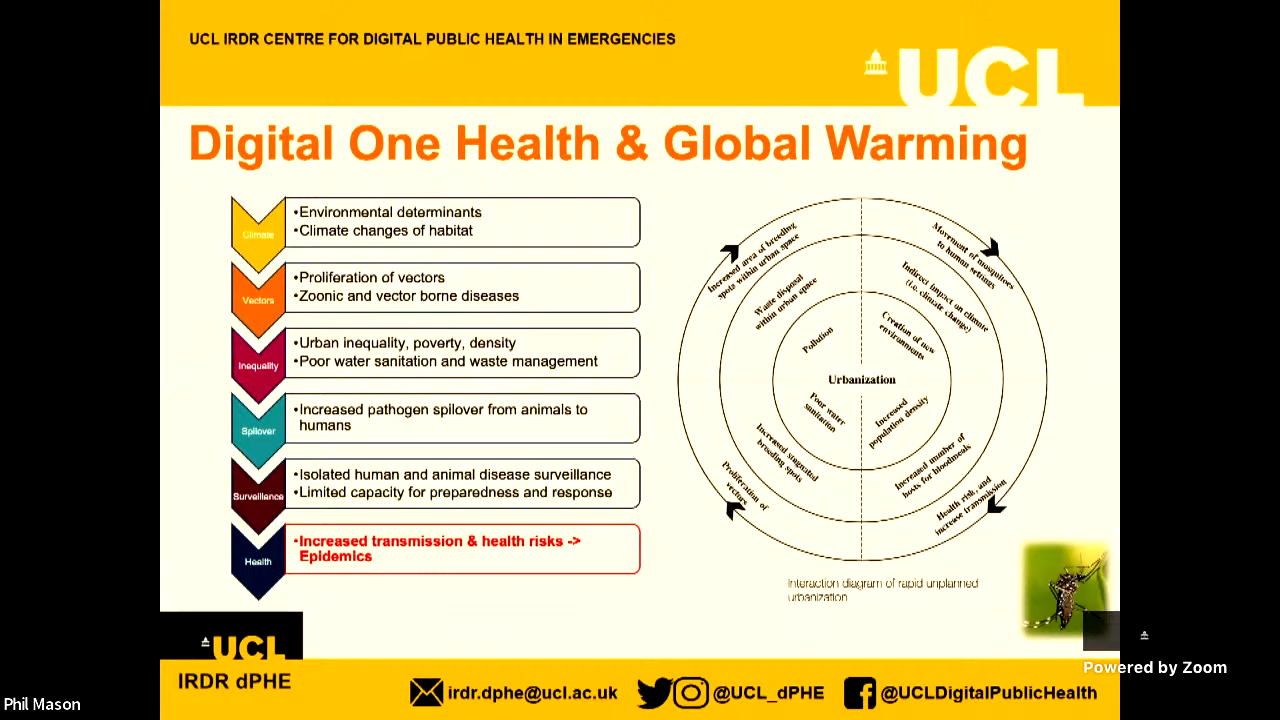 UCL IRDR CENTRE FOR DIGITAL PUBLIC HEALTH IN EMERGENCIES
UCL
Digital One Health & Global Warming
Climate
•Environmental determinants
•Climate changes of habitat
Vectors
•Proliferation of vectors
•Zoonic and vector borne diseases
Inequality
•Urban inequality, poverty, density
•Poor water sanitation and waste management
Spilover
•Increased pathogen spilover from animals to
humans
Surveillance
•Isolated human and animal disease surveillance
•Limited capacity for preparedness and response
Health
•Increased transmission & health risks ->
Epidemics
Increased area of breeding
spots within urban space
Movement of mosquitoes
to human settings
Waste disposal
within urban space
Indirect impact on climate
(i.e. climate change)
Pollution
Creation of new
environments
Urbanization
Poor water
sanitation
Increased
population density
Increased stagnated
breeding spots
Increased number of
hosts for bloodmeals
Proliferation of
vectors
Health risk, and
increase transmission
Interaction diagram of rapid unplanned
urbanization
UCL
IRDR dPHE
irdr.dphe@ucl.ac.uk
@UCL_dPHE
@UCLDigitalPublicHealth
Powered by Zoom
Phil Mason